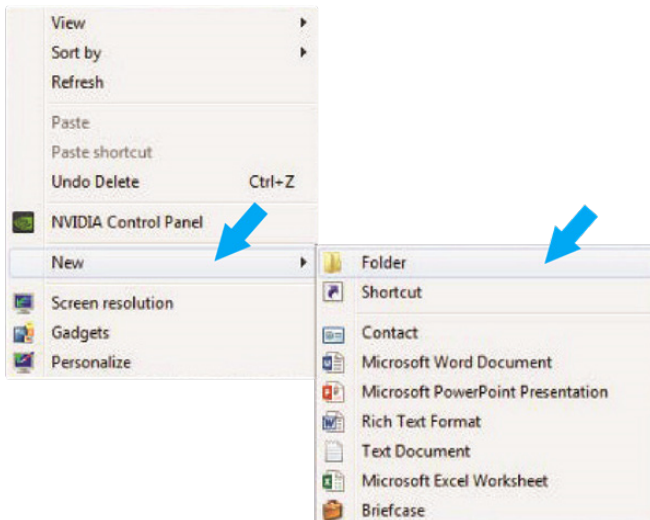 View
Sort by
Refresh
Paste
Paste shortcut
Undo Delete Ctrl+Z
NVIDIA Control Panel
New
Screen resolution
Gadgets
Personalize
Folder
Shortcut
Contact
Microsoft Word Document
Microsoft PowerPoint Presentation
Rich Text Format
Text Document
Microsoft Excel Worksheet
Briefcase